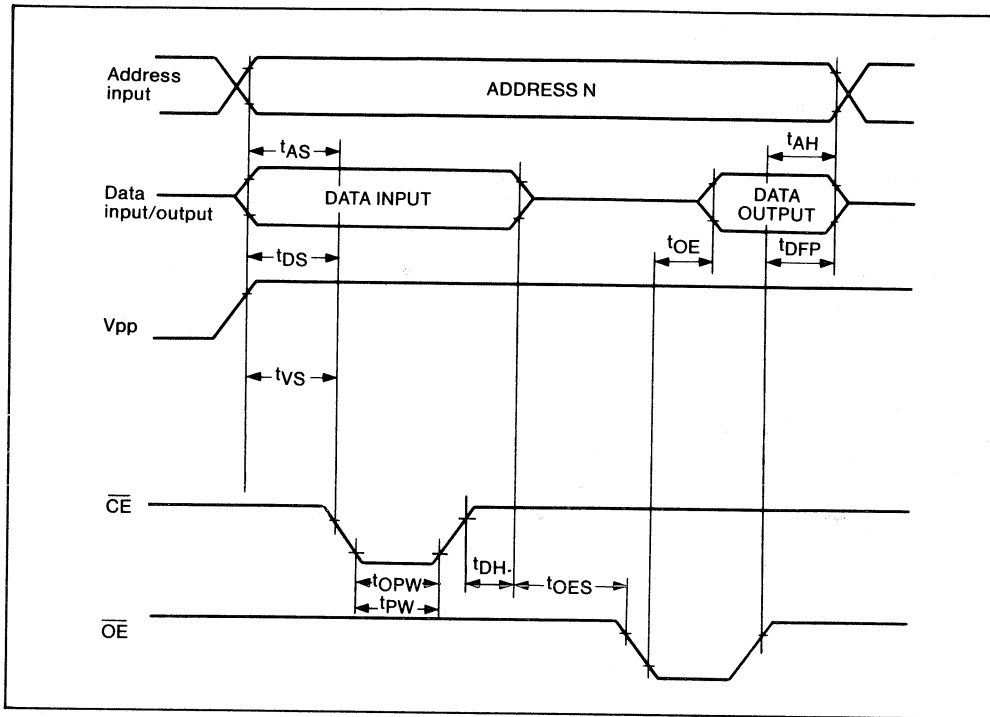 Address
input
ADDRESS N
tAS
tAH
Data
input/output
DATA INPUT
DATA
OUTPUT
tDS
tOE
tDFP
Vpp
tVS
CE
tDH
tOES
tOPW
tPW
OE